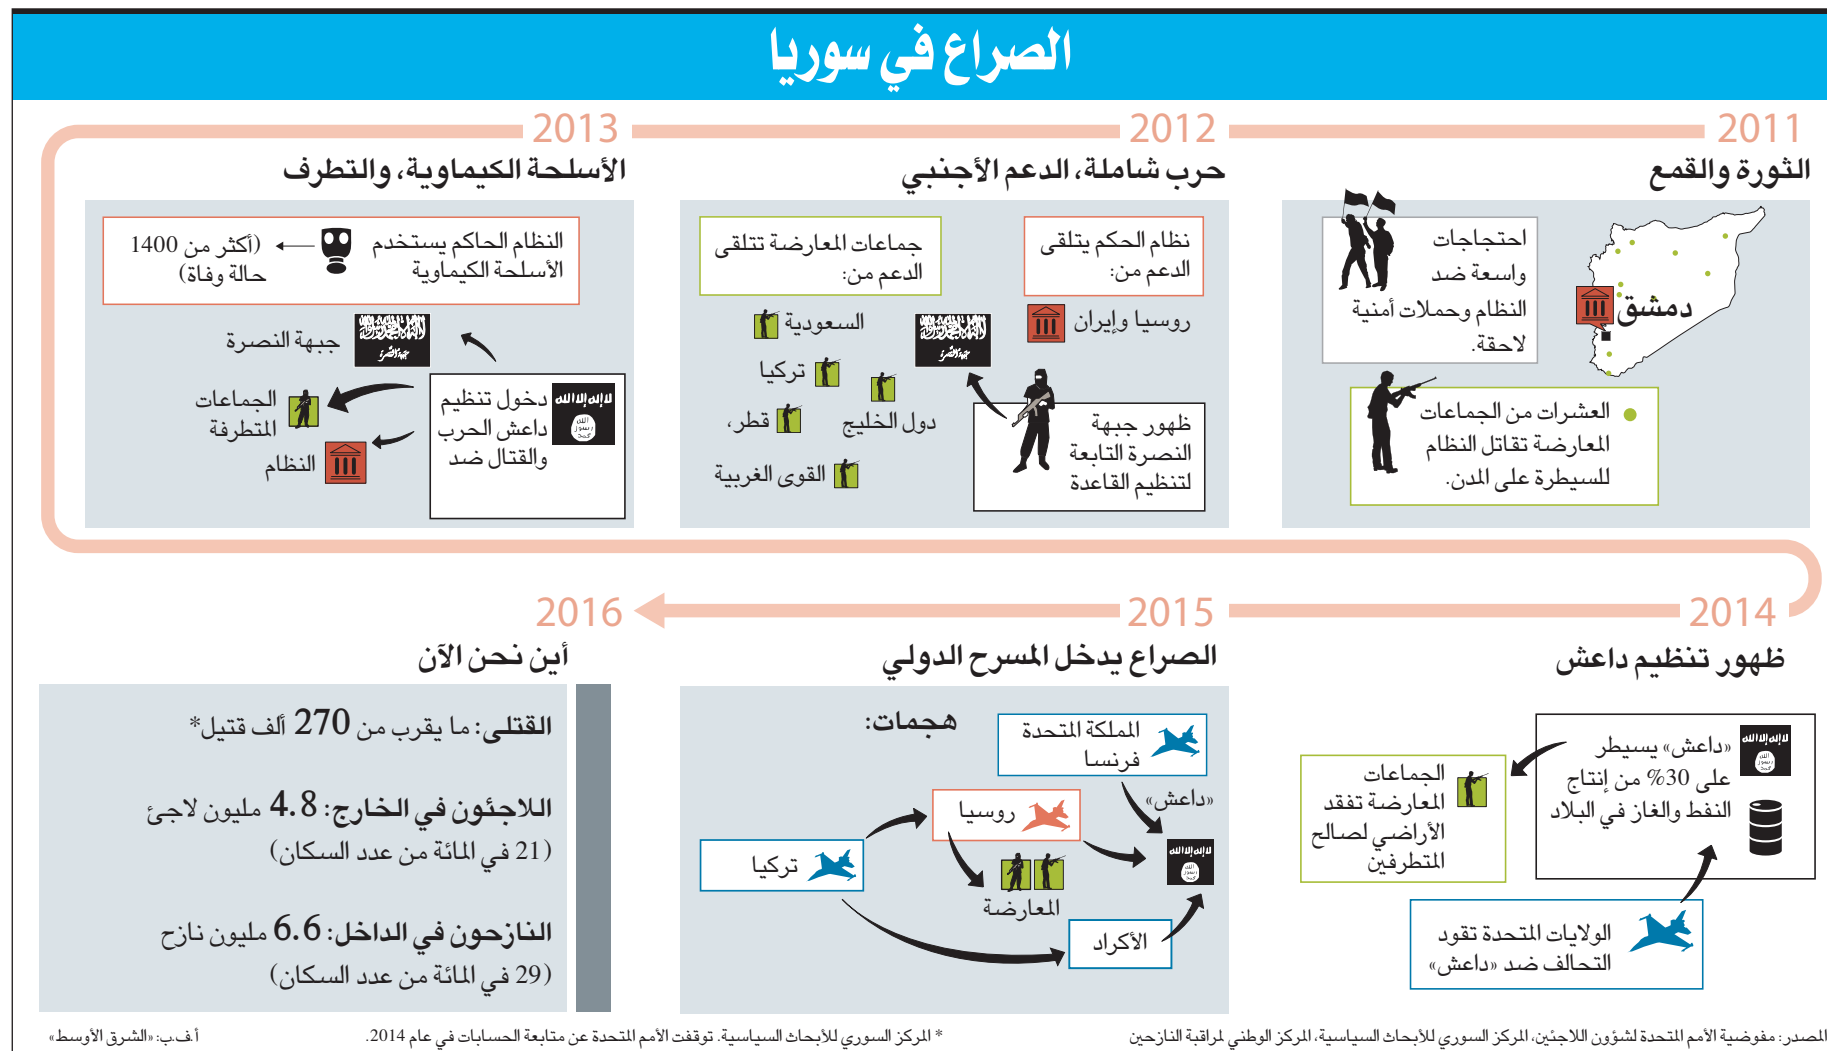 الصراع في سوريا
2011
الثورة والقمع
احتجاجات
واسعة ضد
النظام وحملات أمنية
لاحقة.
دمشق
العشرات من الجماعات
المعارضة تقاتل النظام
للسيطرة على المدن.
2012
حرب شاملة، الدعم الأجنبي
نظام الحكم يتلقى
الدعم من:
روسيا وإيران
جماعات المعارضة تتلقى
الدعم من:
السعودية
تركيا
دول الخليج
قطر،
القوى الغربية
ظهور جبهة
النصرة التابعة
لتنظيم القاعدة
2013
الأسلحة الكيماوية، والتطرف
النظام الحاكم يستخدم
الأسلحة الكيماوية
(أكثر من 1400
حالة وفاة)
جبهة النصرة
دخول تنظيم
داعش الحرب
والقتال ضد
الجماعات
المتطرفة
النظام
2014
ظهور تنظيم داعش
«داعش» يسيطر
على 30% من إنتاج
النفط والغاز في البلاد
الجماعات
المعارضة تفقد
الأراضي لصالح
المتطرفين
الولايات المتحدة تقود
التحالف ضد «داعش»
2015
الصراع يدخل المسرح الدولي
هجمات:
المملكة المتحدة
فرنسا
«داعش»
روسيا
تركيا
المعارضة
الأكراد
2016
أين نحن الآن
القتلى: ما يقرب من 270 ألف قتيل*
اللاجئون في الخارج: 4.8 مليون لاجئ
(21 في المائة من عدد السكان)
النازحون في الداخل: 6.6 مليون نازح
(29 في المائة من عدد السكان)
المصدر: مفوضية الأمم المتحدة لشؤون اللاجئين، المركز السوري للأبحاث السياسية، المركز الوطني لمراقبة النازحين
* المركز السوري للأبحاث السياسية. توقفت الأمم المتحدة عن متابعة الحسابات في عام 2014.
أ.ف.ب: «الشرق الأوسط»